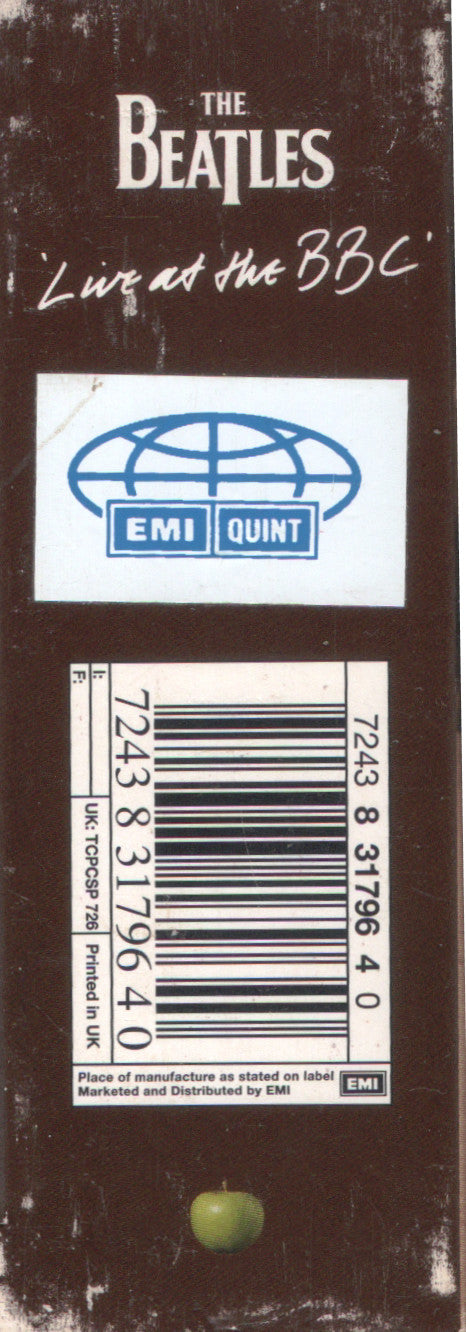 THE
BEATLES
'Live at the BBC'
EMI QUINT
7243 8 31796 4 0
7243 8 31796 4 0
I:
F:
UK: TCPCSP 726 Printed in UK
Place of manufacture as stated on label
Marketed and Distributed by EMI
EMI